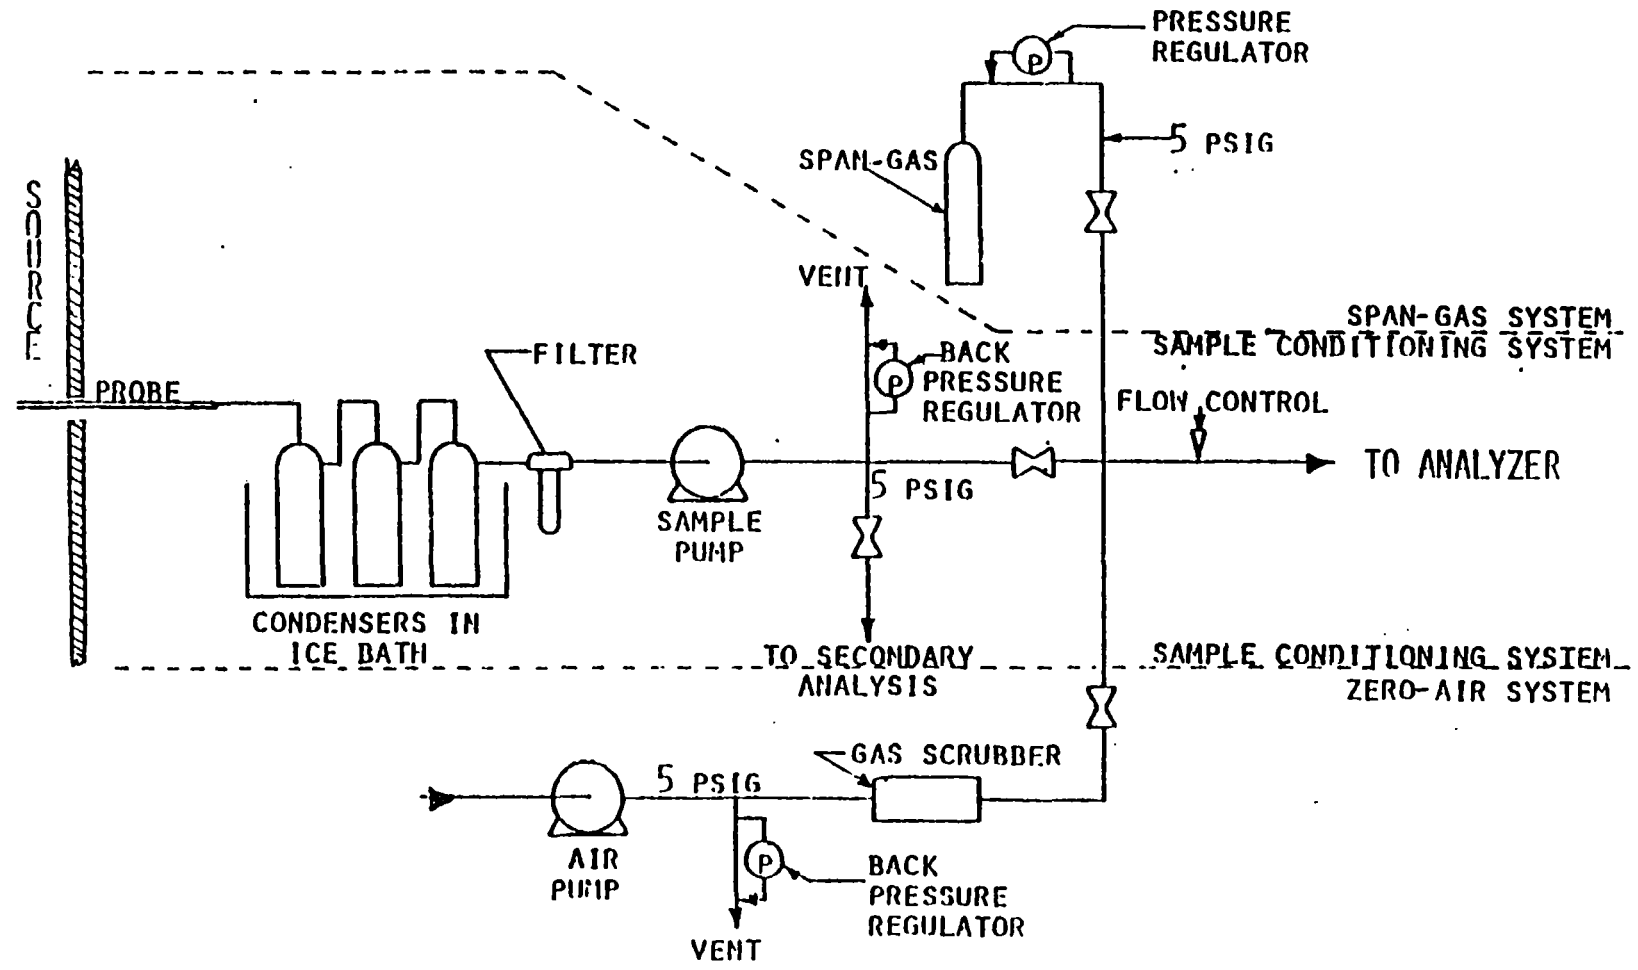 PRESSURE
REGULATOR
P
5 PSIG
SPAN-GAS
SOURCE
VENT
SPAN-GAS SYSTEM
SAMPLE CONDITIONING SYSTEM
BACK
PRESSURE
REGULATOR
P
FILTER
PROBE
FLOW CONTROL
TO ANALYZER
5 PSIG
SAMPLE
PUMP
CONDENSERS IN
ICE BATH
TO SECONDARY
ANALYSIS
SAMPLE CONDITIONING SYSTEM
ZERO-AIR SYSTEM
GAS SCRUBBER
5 PSIG
AIR
PUMP
P
BACK
PRESSURE
REGULATOR
VENT